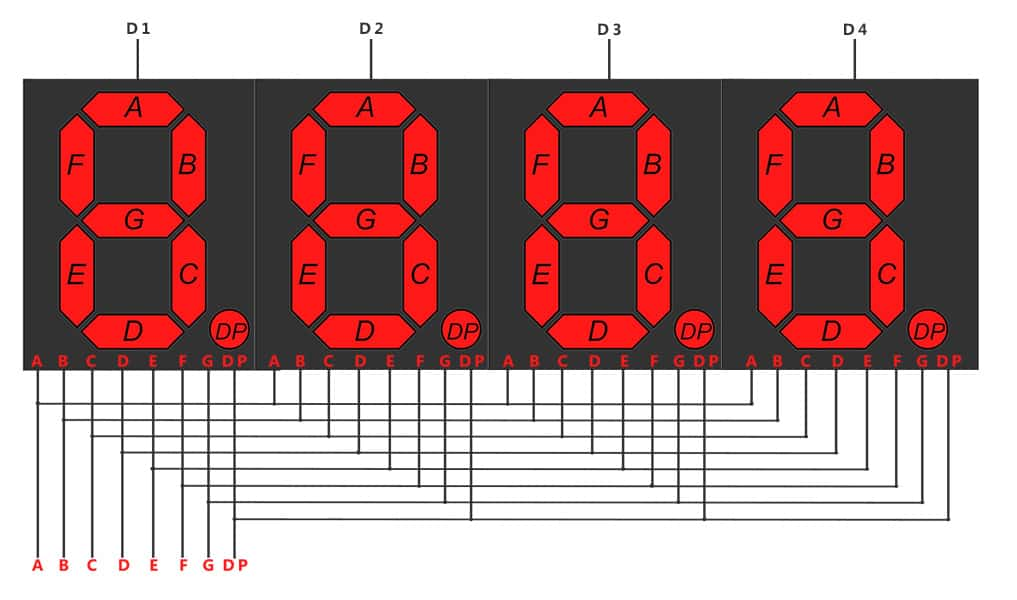 D1 D2 D3 D4
A A A A
F B F B F B F B
G G G G
E C E C E C E C
D DP D DP D DP D DP
A B C D E F G DP A B C D E F G DP A B C D E F G DP A B C D E F G DP
A B C D E F G DP